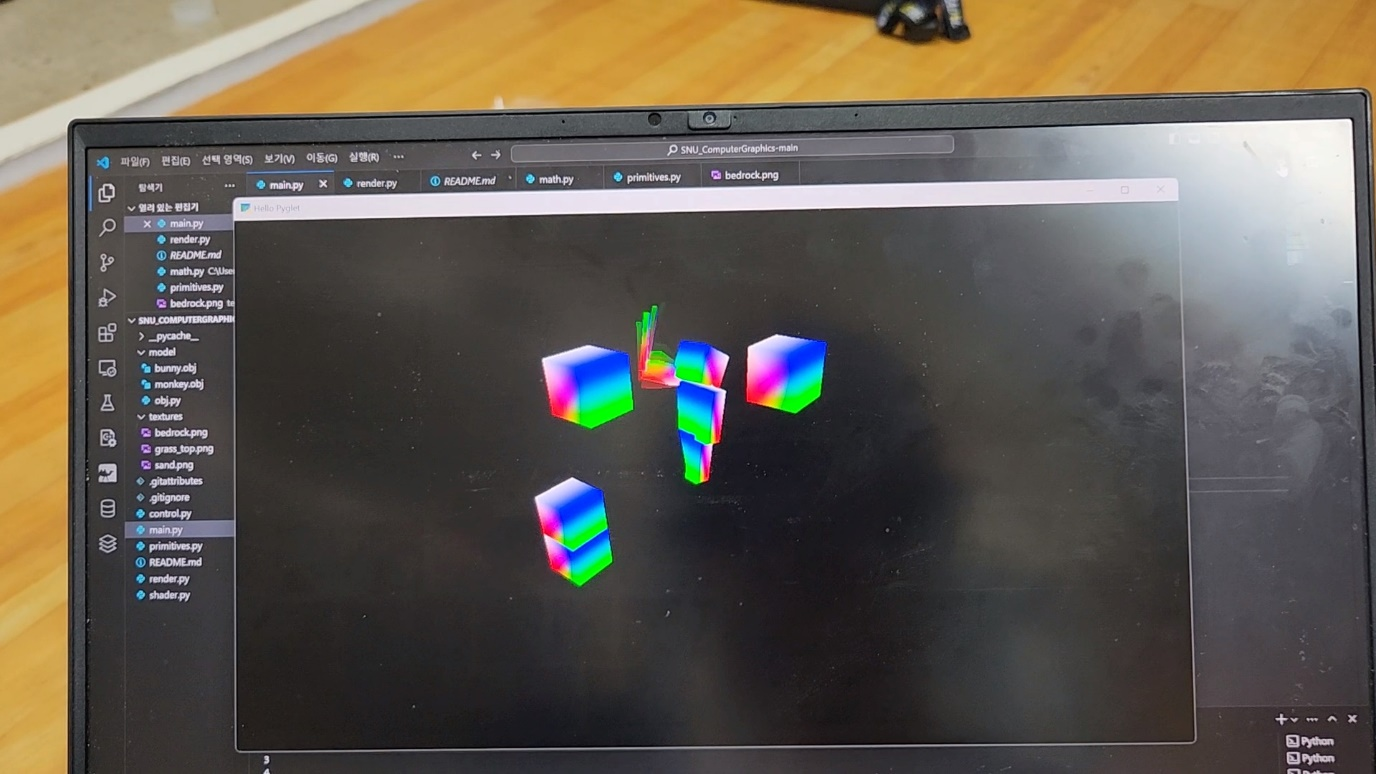 파일(F) 편집(E) 선택 영역(S) 보기(V) 이동(G) 실행(R) ··· SNU_ComputerGraphics-main
탐색기 ··· main.py render.py README.md math.py primitives.py bedrock.png
Hello Pyglet
열려 있는 편집기
main.py
render.py
README.md
math.py C:\Use
primitives.py
bedrock.png te
SNU_COMPUTERGRAPHI
__pycache__
model
bunny.obj
monkey.obj
obj.py
textures
bedrock.png
grass_top.png
sand.png
.gitattributes
.gitignore
control.py
main.py
primitives.py
README.md
render.py
shader.py
Python
Python
3